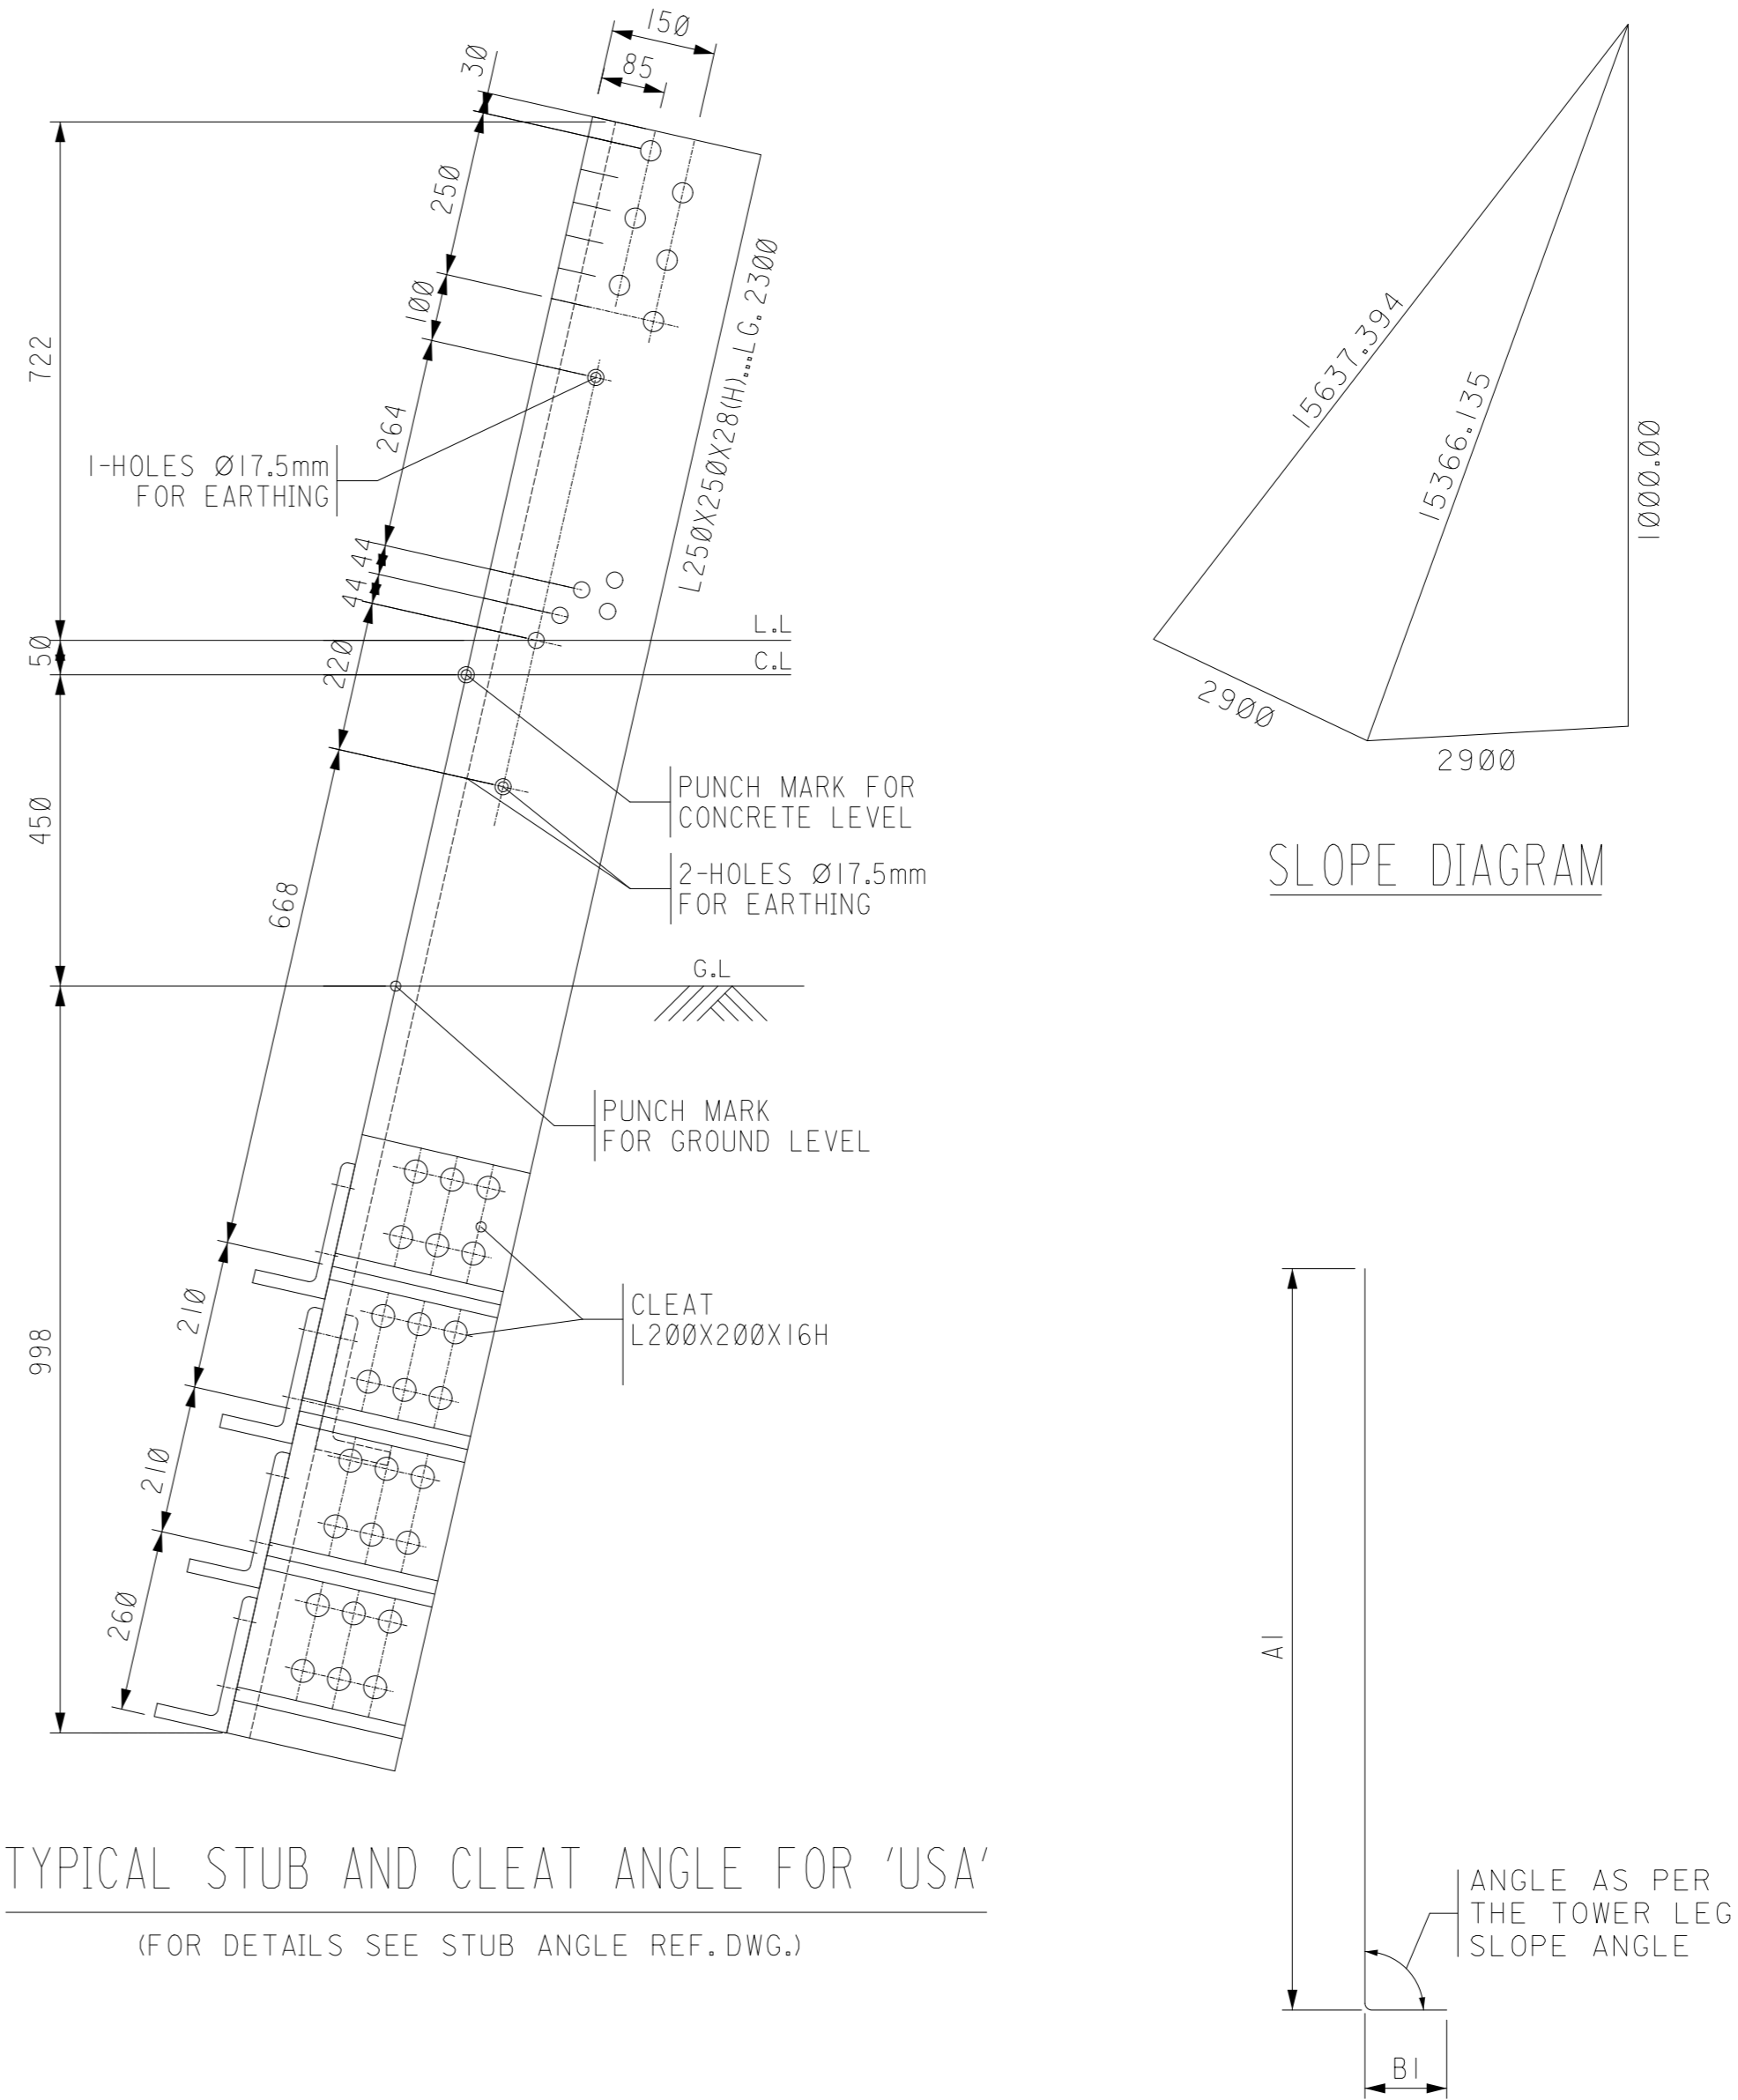 150
85
30
250
100
264
722
1-HOLES Ø17.5mm
FOR EARTHING
44
44
220
L250X250X28(H)...LG.2300
L.L
C.L
50
450
668
PUNCH MARK FOR
CONCRETE LEVEL
2-HOLES Ø17.5mm
FOR EARTHING
G.L
PUNCH MARK
FOR GROUND LEVEL
998
210
210
260
CLEAT
L200X200X16H
TYPICAL STUB AND CLEAT ANGLE FOR 'USA'
(FOR DETAILS SEE STUB ANGLE REF.DWG.)
15637.394
15366.135
1000.00
2900
2900
SLOPE DIAGRAM
A1
ANGLE AS PER
THE TOWER LEG
SLOPE ANGLE
B1